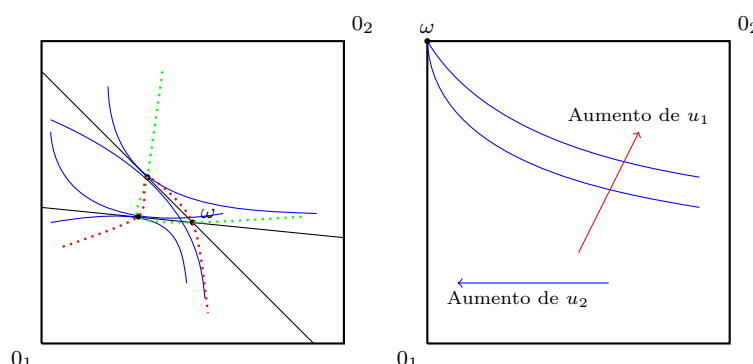 0₂
ω
0₁
ω
0₂
Aumento de u₁
Aumento de u₂
0₁